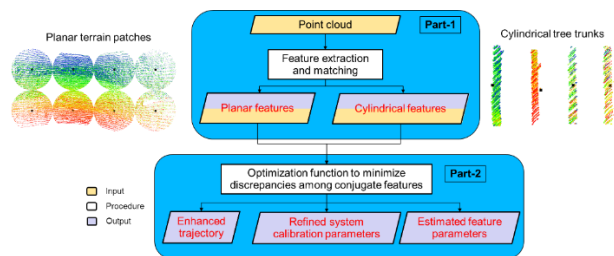 Planar terrain patches
Point cloud
Part-1
Cylindrical tree trunks
Feature extraction
and matching
Planar features
Cylindrical features
Optimization function to minimize
discrepancies among conjugate features
Part-2
Input
Procedure
Output
Enhanced
trajectory
Refined system
calibration parameters
Estimated feature
parameters